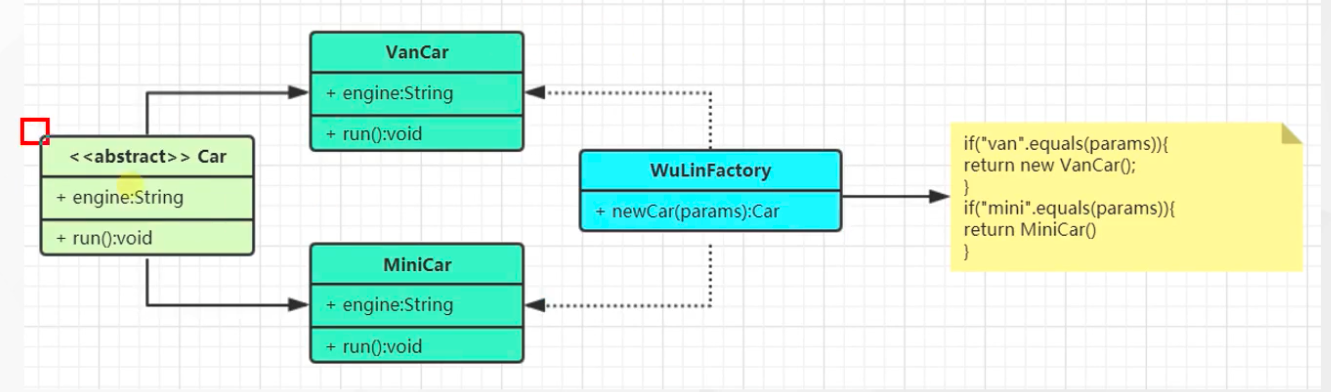 VanCar
+ engine:String
+ run():void
<<abstract>> Car
+ engine:String
+ run():void
MiniCar
+ engine:String
+ run():void
WuLinFactory
+ newCar(params):Car
if("van".equals(params)){
return new VanCar();
}
if("mini".equals(params)){
return MiniCar()
}